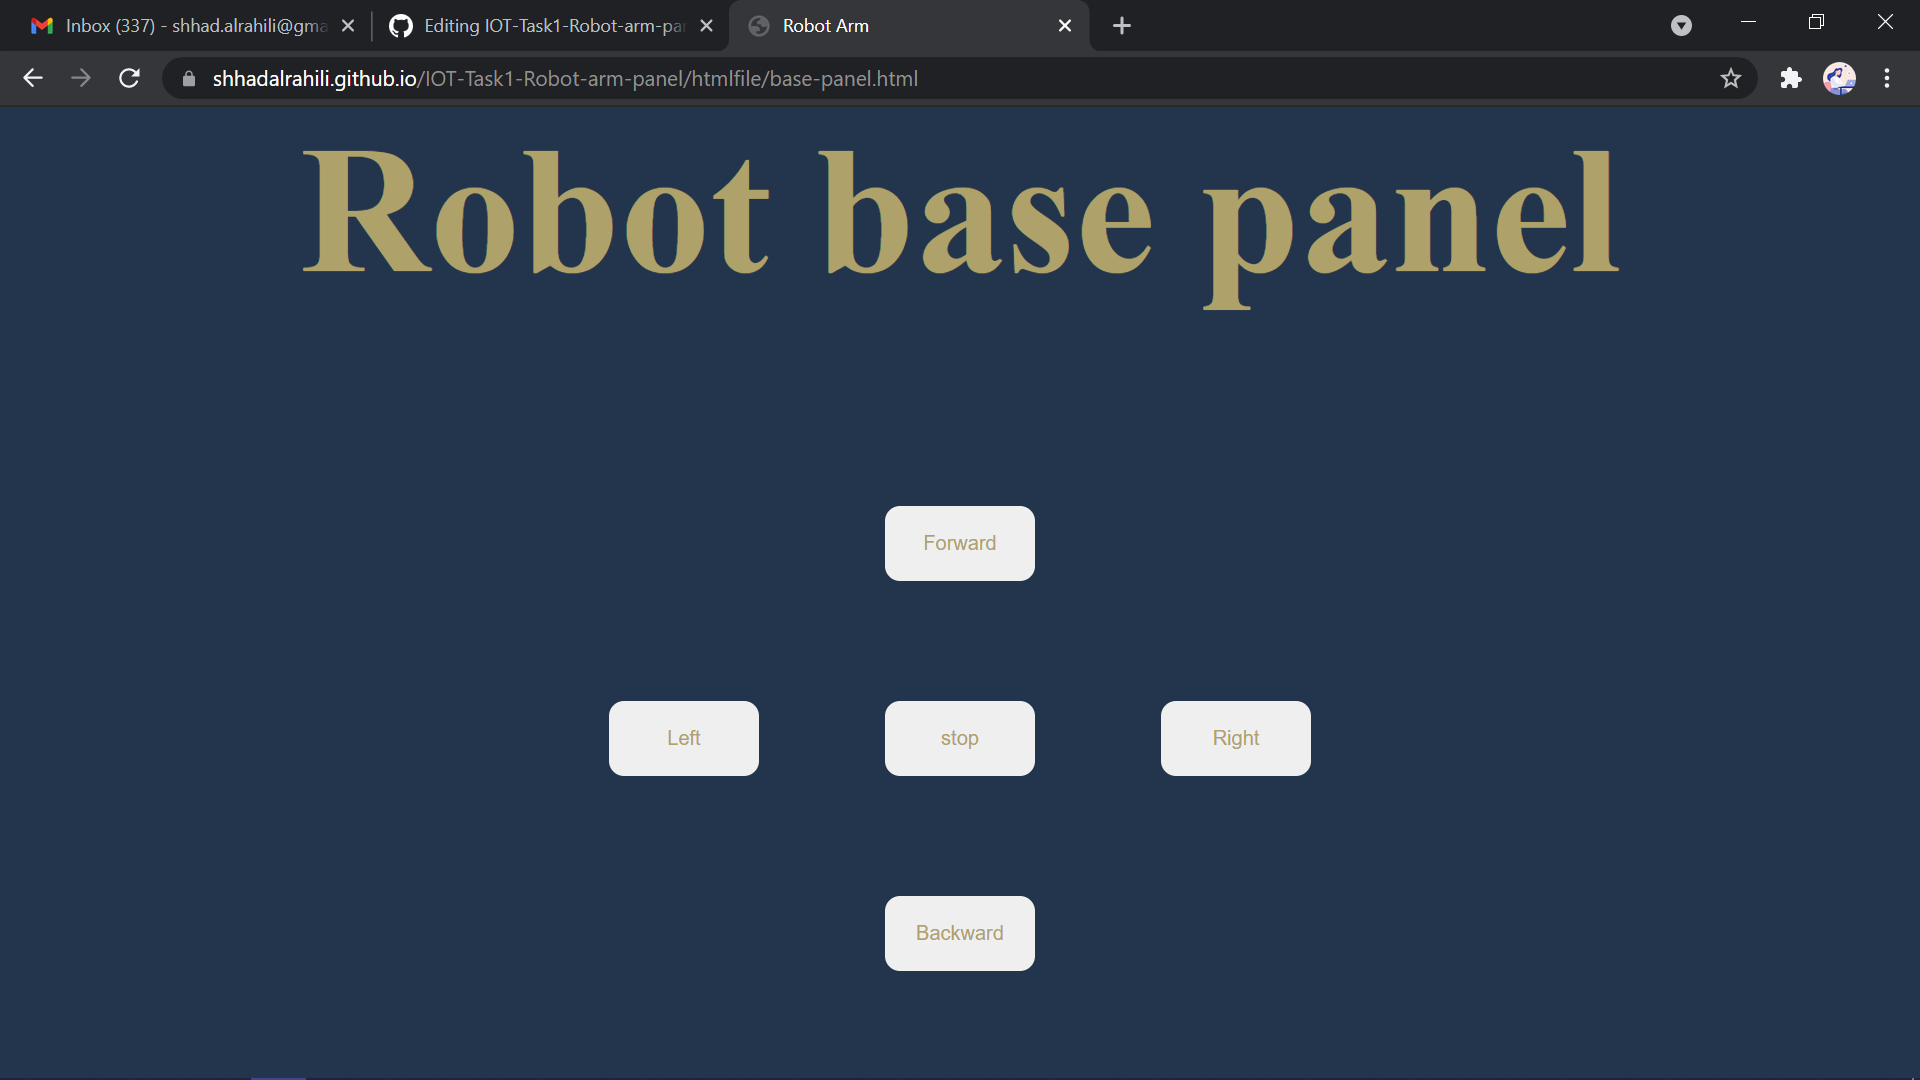 Inbox (337) - shhad.alrahili@gma
Editing IOT-Task1-Robot-arm-pa
Robot Arm
shhadalrahili.github.io/IOT-Task1-Robot-arm-panel/htmlfile/base-panel.html
Robot base panel
Forward
Left stop Right
Backward